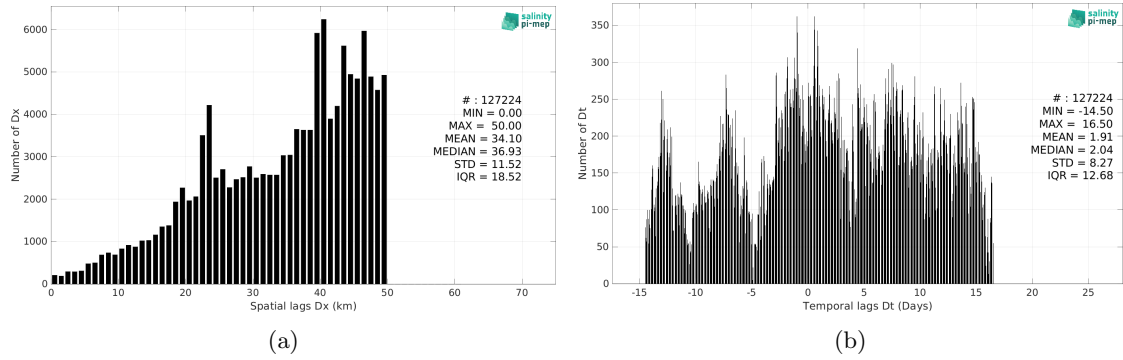 6000
5000
4000
3000
2000
1000
0
Number of Dx
salinity
pi-mep
# : 127224
MIN = 0.00
MAX = 50.00
MEAN = 34.10
MEDIAN = 36.93
STD = 11.52
IQR = 18.52
0 10 20 30 40 50 60 70
Spatial lags Dx (km)
(a)
350
300
250
200
150
100
50
0
Number of Dt
salinity
pi-mep
# : 127224
MIN = -14.50
MAX = 16.50
MEAN = 1.91
MEDIAN = 2.04
STD = 8.27
IQR = 12.68
-15 -10 -5 0 5 10 15 20 25
Temporal lags Dt (Days)
(b)